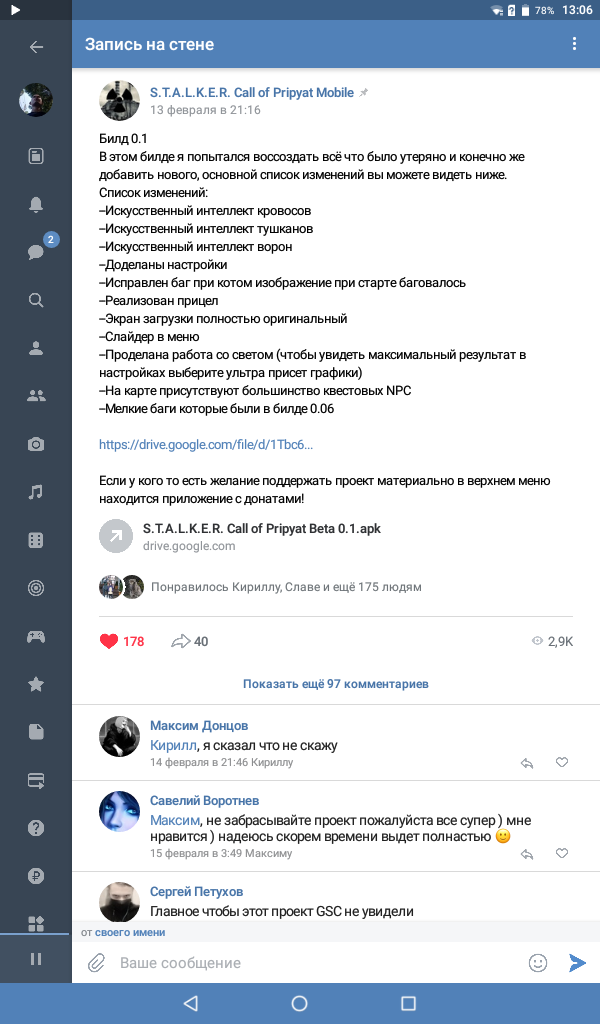 78% 13:06
Запись на стене
S.T.A.L.K.E.R. Call of Pripyat Mobile
13 февраля в 21:16
Билд 0.1
В этом билде я попытался воссоздать всё что было утеряно и конечно же
добавить нового, основной список изменений вы можете видеть ниже.
Список изменений:
–Искусственный интеллект кровосов
–Искусственный интеллект тушканов
–Искусственный интеллект ворон
–Доделаны настройки
–Исправлен баг при котом изображение при старте баговалось
–Реализован прицел
–Экран загрузки полностью оригинальный
–Слайдер в меню
–Проделана работа со светом (чтобы увидеть максимальный результат в
настройках выберите ультра присет графики)
–На карте присутствуют большинство квестовых NPC
–Мелкие баги которые были в билде 0.06
https://drive.google.com/file/d/1Tbc6...
Если у кого то есть желание поддержать проект материально в верхнем меню
находится приложение с донатами!
S.T.A.L.K.E.R. Call of Pripyat Beta 0.1.apk
drive.google.com
Понравилось Кириллу, Славе и ещё 175 людям
178 40 2,9K
Показать ещё 97 комментариев
Максим Донцов
Кирилл, я сказал что не скажу
14 февраля в 21:46 Кириллу
Савелий Воротнев
Максим, не забрасывайте проект пожалуйста все супер ) мне
нравится ) надеюсь скорем времени выдет полнастью 🙂
15 февраля в 3:49 Максиму
Сергей Петухов
Главное чтобы этот проект GSC не увидели
от своего имени
Ваше сообщение
2